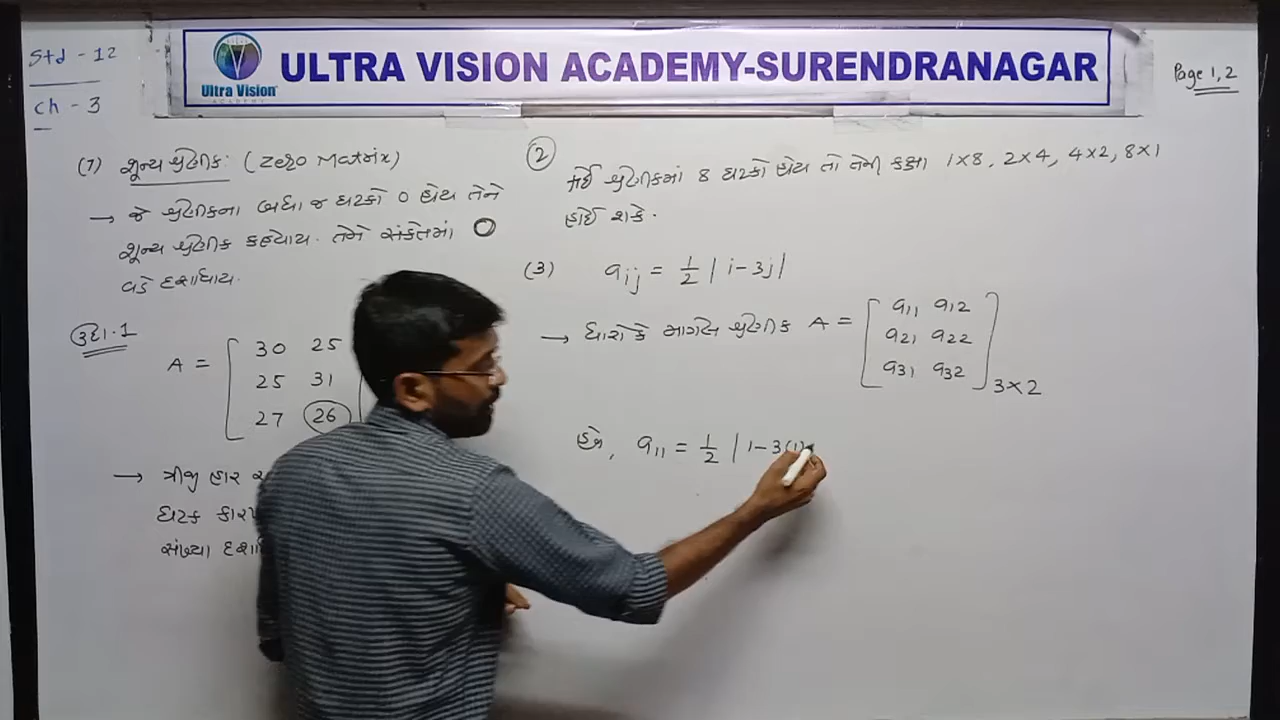 Std - 12
ch - 3
Ultra Vision
ACADEMY
ULTRA VISION ACADEMY-SURENDRANAGAR
Page 1,2
(7) શૂન્ય શ્રેણીક: (Zero Matrix)
→ જે શ્રેણીકના બધા જ ઘટકો 0 હોય તેને
શૂન્ય શ્રેણીક કહેવાય. તેને સંકેતમાં O
વડે દર્શાવાય.
ઉદા.1
A = [ 30 25
25 31
27 26
→ ત્રીજી હાર
ઘટક
સંખ્યા
(2)
કોઈ શ્રેણીકમાં 8 ઘટકો હોય તો તેની કક્ષા 1×8, 2×4, 4×2, 8×1
હોઈ શકે.
(3) aij = 1/2 | i - 3j |
→ ધારો કે માગેલ શ્રેણીક A = [ a11 a12
a21 a22
a31 a32 ] 3×2
હવે, a11 = 1/2 | 1 - 3(1)